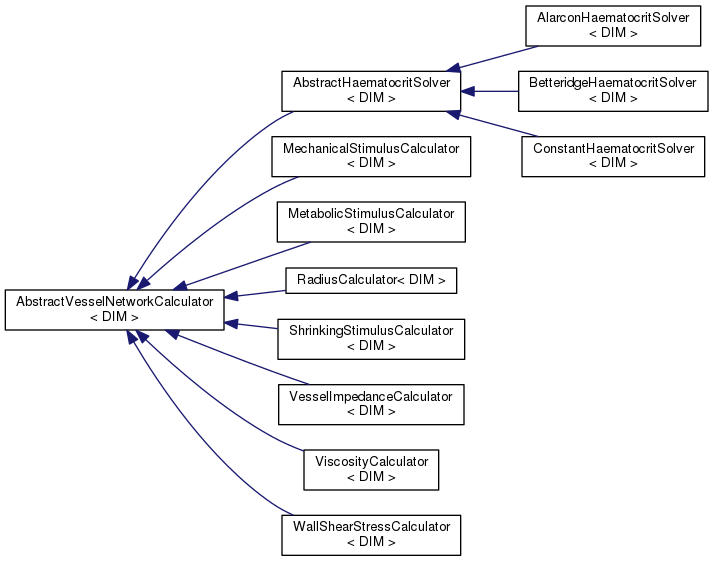 AlarconHaematocritSolver
< DIM >
AbstractHaematocritSolver
< DIM >
BetteridgeHaematocritSolver
< DIM >
ConstantHaematocritSolver
< DIM >
MechanicalStimulusCalculator
< DIM >
MetabolicStimulusCalculator
< DIM >
RadiusCalculator< DIM >
AbstractVesselNetworkCalculator
< DIM >
ShrinkingStimulusCalculator
< DIM >
VesselImpedanceCalculator
< DIM >
ViscosityCalculator
< DIM >
WallShearStressCalculator
< DIM >